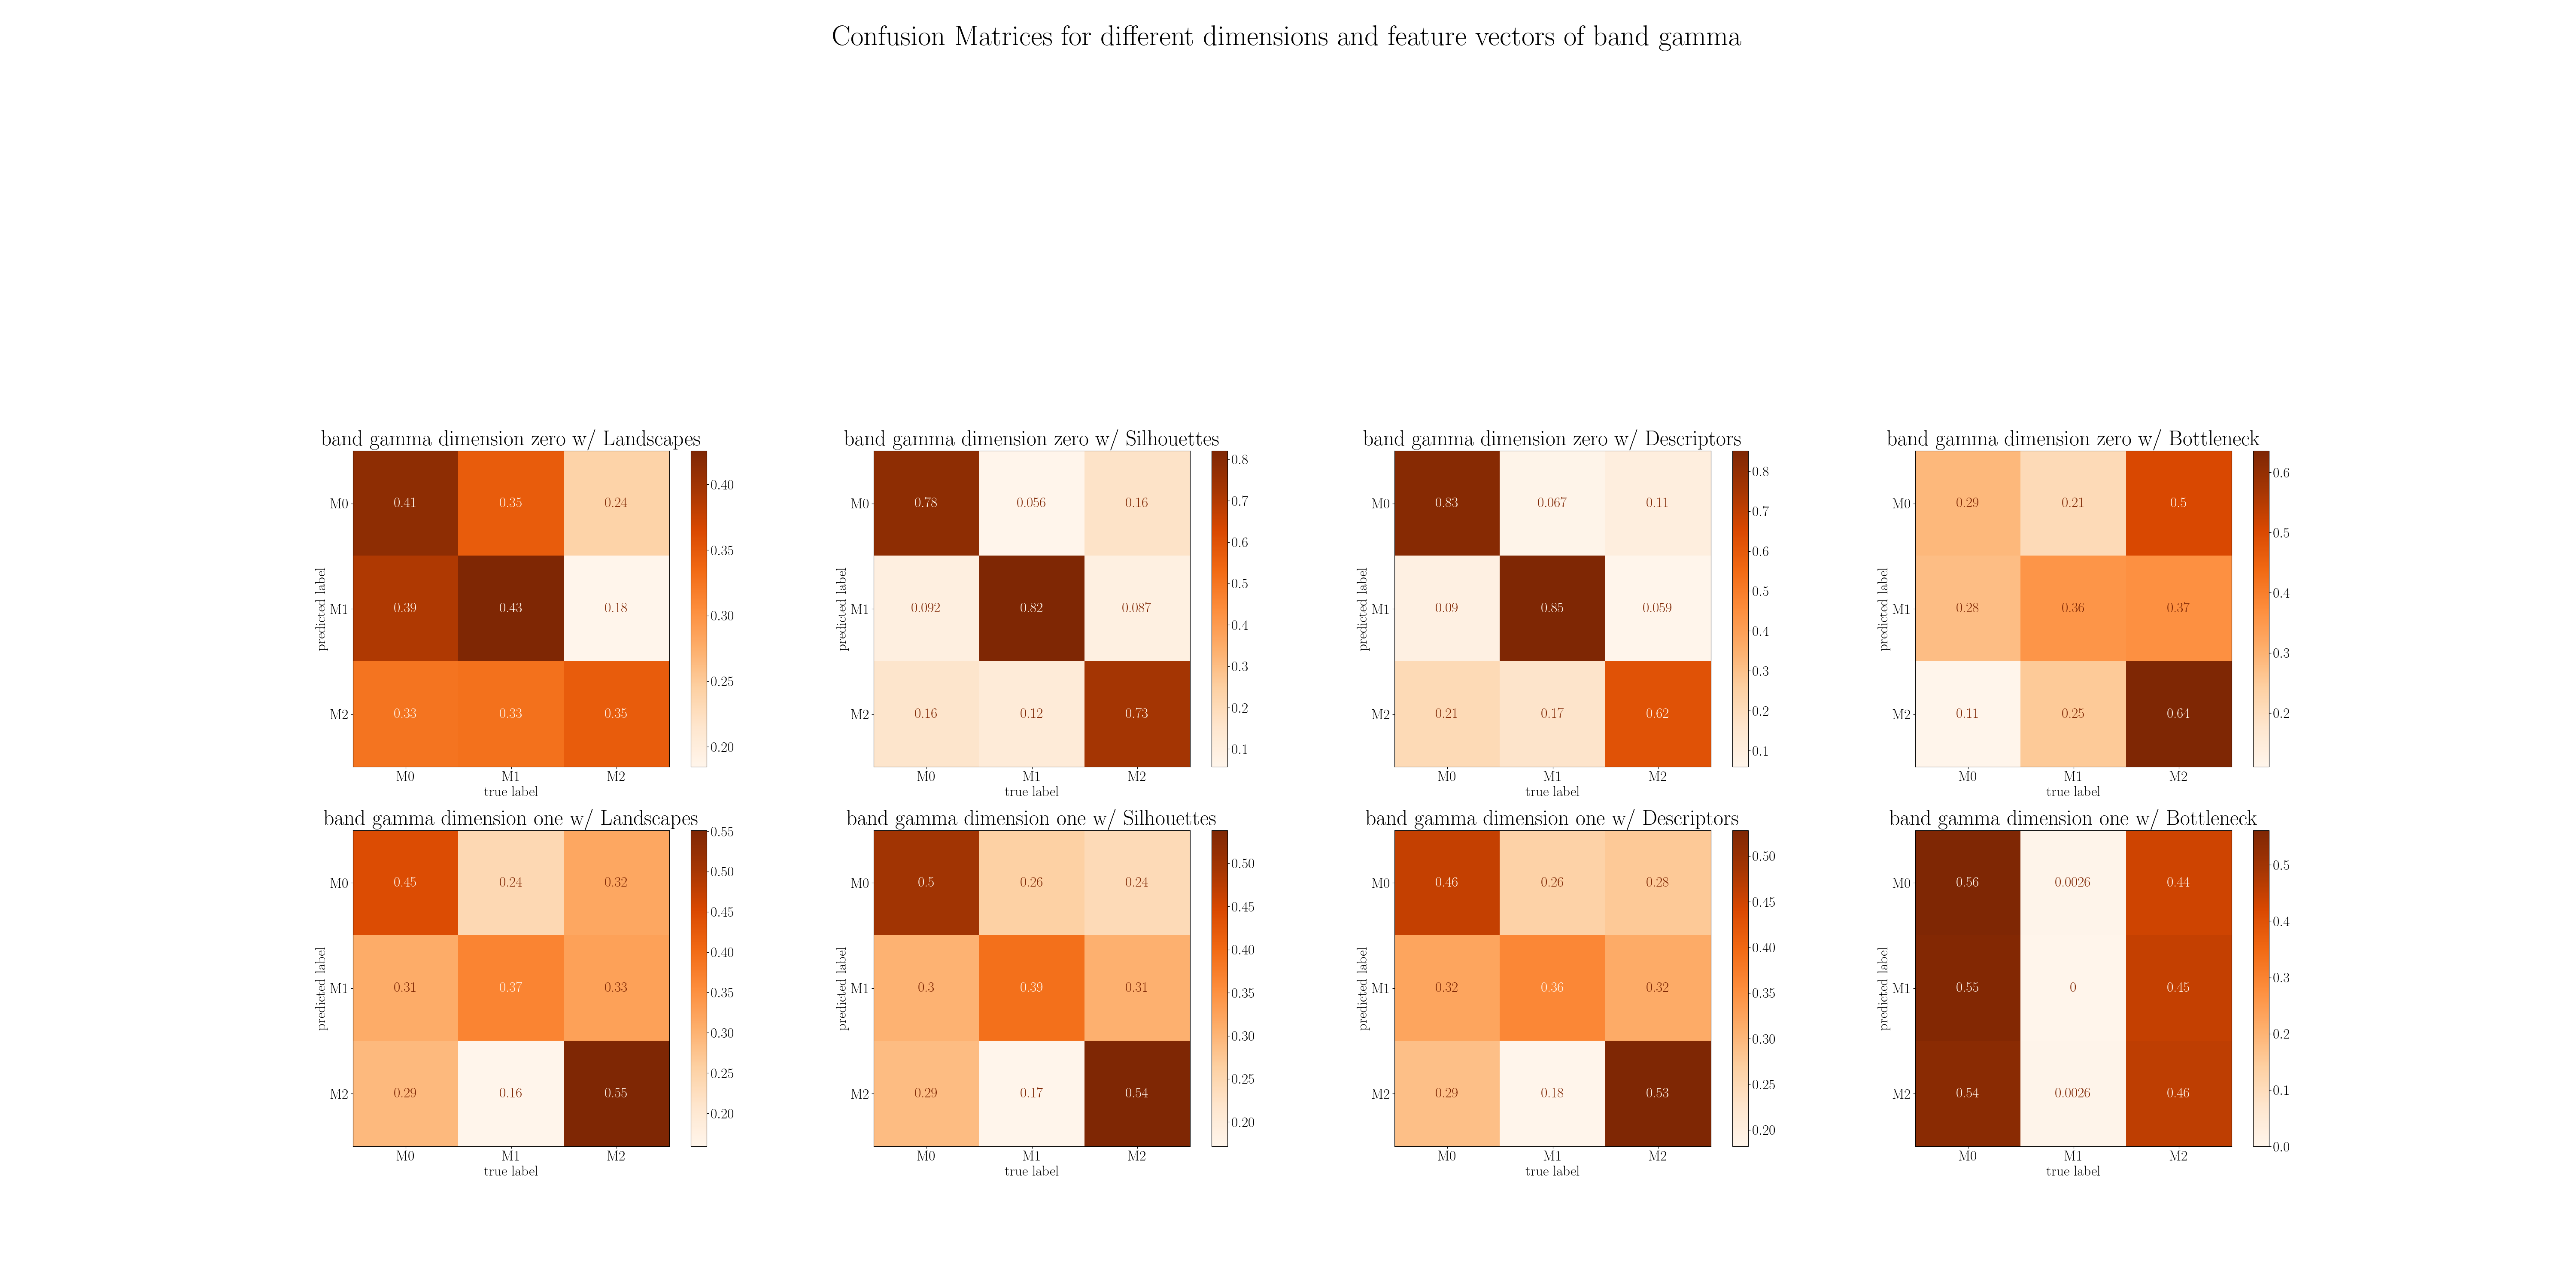 Confusion Matrices for different dimensions and feature vectors of band gamma
band gamma dimension zero w/ Landscapes
predicted label
M0 0.41 0.35 0.24
M1 0.39 0.43 0.18
M2 0.33 0.33 0.35
M0 M1 M2
true label
0.40
0.35
0.30
0.25
0.20
band gamma dimension zero w/ Silhouettes
predicted label
M0 0.78 0.056 0.16
M1 0.092 0.82 0.087
M2 0.16 0.12 0.73
M0 M1 M2
true label
0.8
0.7
0.6
0.5
0.4
0.3
0.2
0.1
band gamma dimension zero w/ Descriptors
predicted label
M0 0.83 0.067 0.11
M1 0.09 0.85 0.059
M2 0.21 0.17 0.62
M0 M1 M2
true label
0.8
0.7
0.6
0.5
0.4
0.3
0.2
0.1
band gamma dimension zero w/ Bottleneck
predicted label
M0 0.29 0.21 0.5
M1 0.28 0.36 0.37
M2 0.11 0.25 0.64
M0 M1 M2
true label
0.6
0.5
0.4
0.3
0.2
band gamma dimension one w/ Landscapes
predicted label
M0 0.45 0.24 0.32
M1 0.31 0.37 0.33
M2 0.29 0.16 0.55
M0 M1 M2
true label
0.55
0.50
0.45
0.40
0.35
0.30
0.25
0.20
band gamma dimension one w/ Silhouettes
predicted label
M0 0.5 0.26 0.24
M1 0.3 0.39 0.31
M2 0.29 0.17 0.54
M0 M1 M2
true label
0.50
0.45
0.40
0.35
0.30
0.25
0.20
band gamma dimension one w/ Descriptors
predicted label
M0 0.46 0.26 0.28
M1 0.32 0.36 0.32
M2 0.29 0.18 0.53
M0 M1 M2
true label
0.50
0.45
0.40
0.35
0.30
0.25
0.20
band gamma dimension one w/ Bottleneck
predicted label
M0 0.56 0.0026 0.44
M1 0.55 0 0.45
M2 0.54 0.0026 0.46
M0 M1 M2
true label
0.5
0.4
0.3
0.2
0.1
0.0